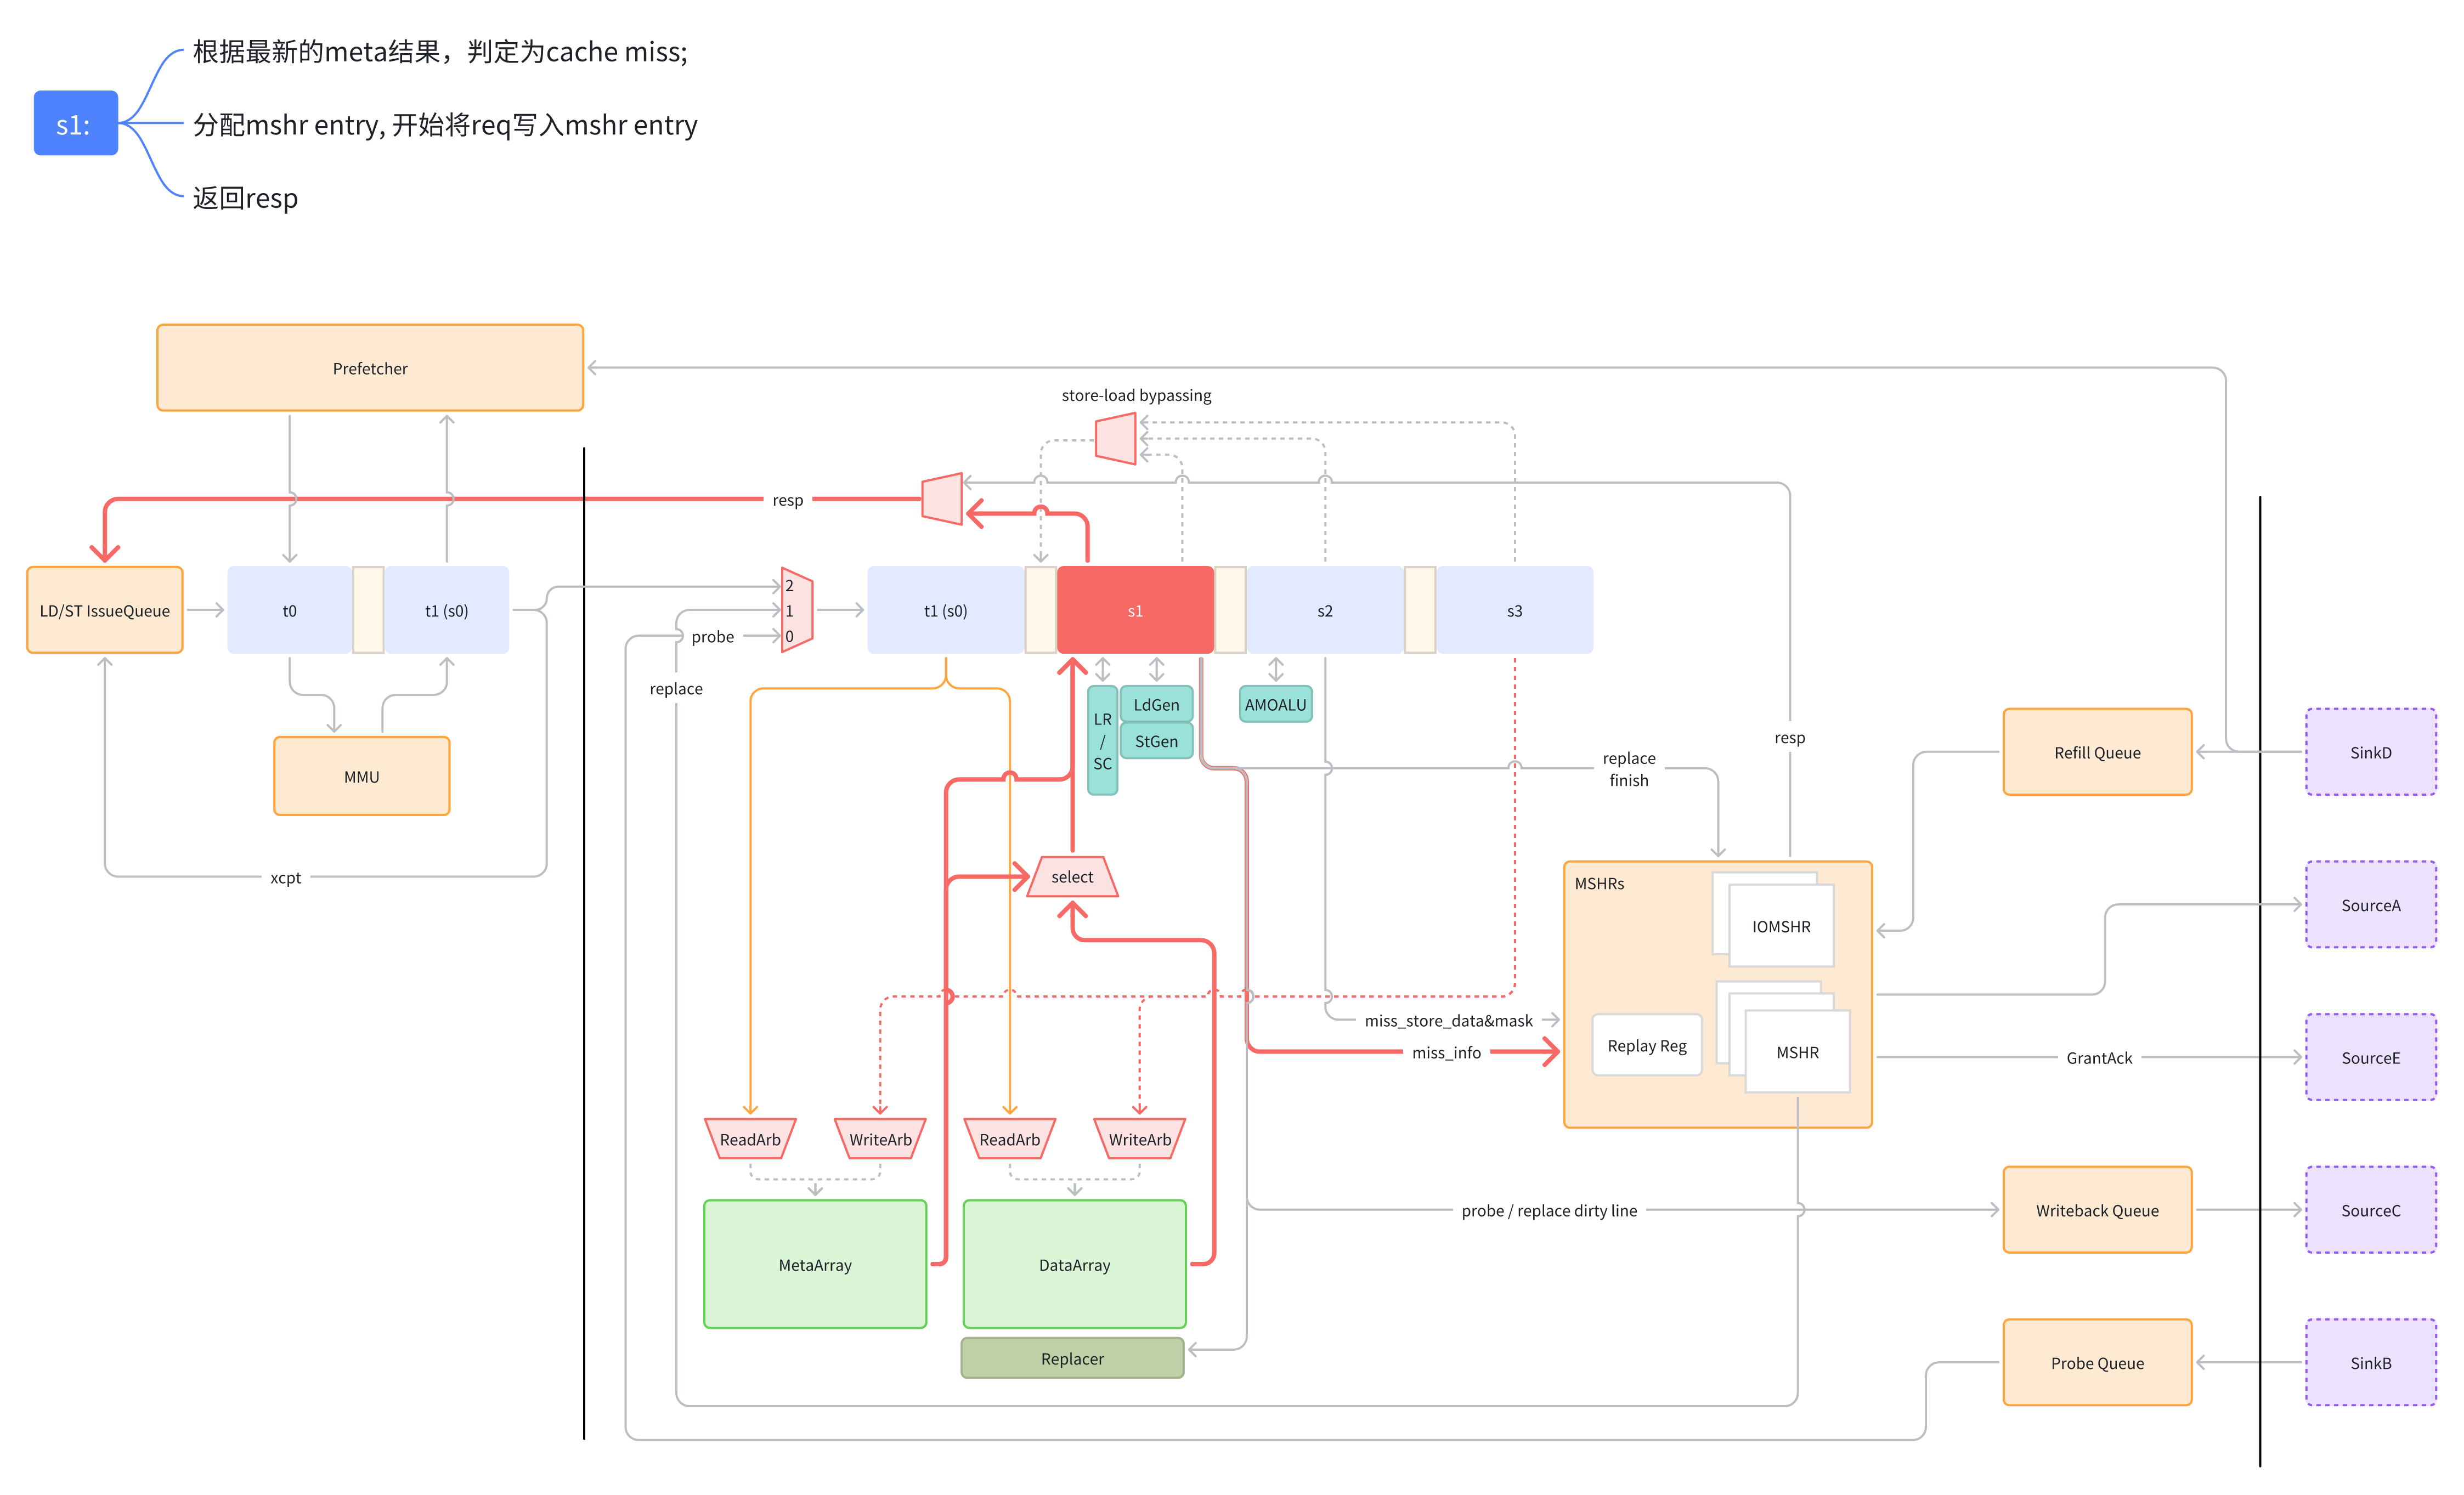 根据最新的meta结果，判定为cache miss;
s1:
分配mshr entry, 开始将req写入mshr entry
返回resp
Prefetcher
store-load bypassing
resp
LD/ST IssueQueue
t0
t1 (s0)
2
1
0
probe
replace
t1 (s0)
s1
s2
s3
MMU
xcpt
LR
/
SC
LdGen
StGen
AMOALU
select
replace
finish
resp
Refill Queue
SinkD
MSHRs
IOMSHR
SourceA
miss_store_data&mask
miss_info
Replay Reg
MSHR
GrantAck
SourceE
ReadArb
WriteArb
ReadArb
WriteArb
probe / replace dirty line
Writeback Queue
SourceC
MetaArray
DataArray
Replacer
Probe Queue
SinkB